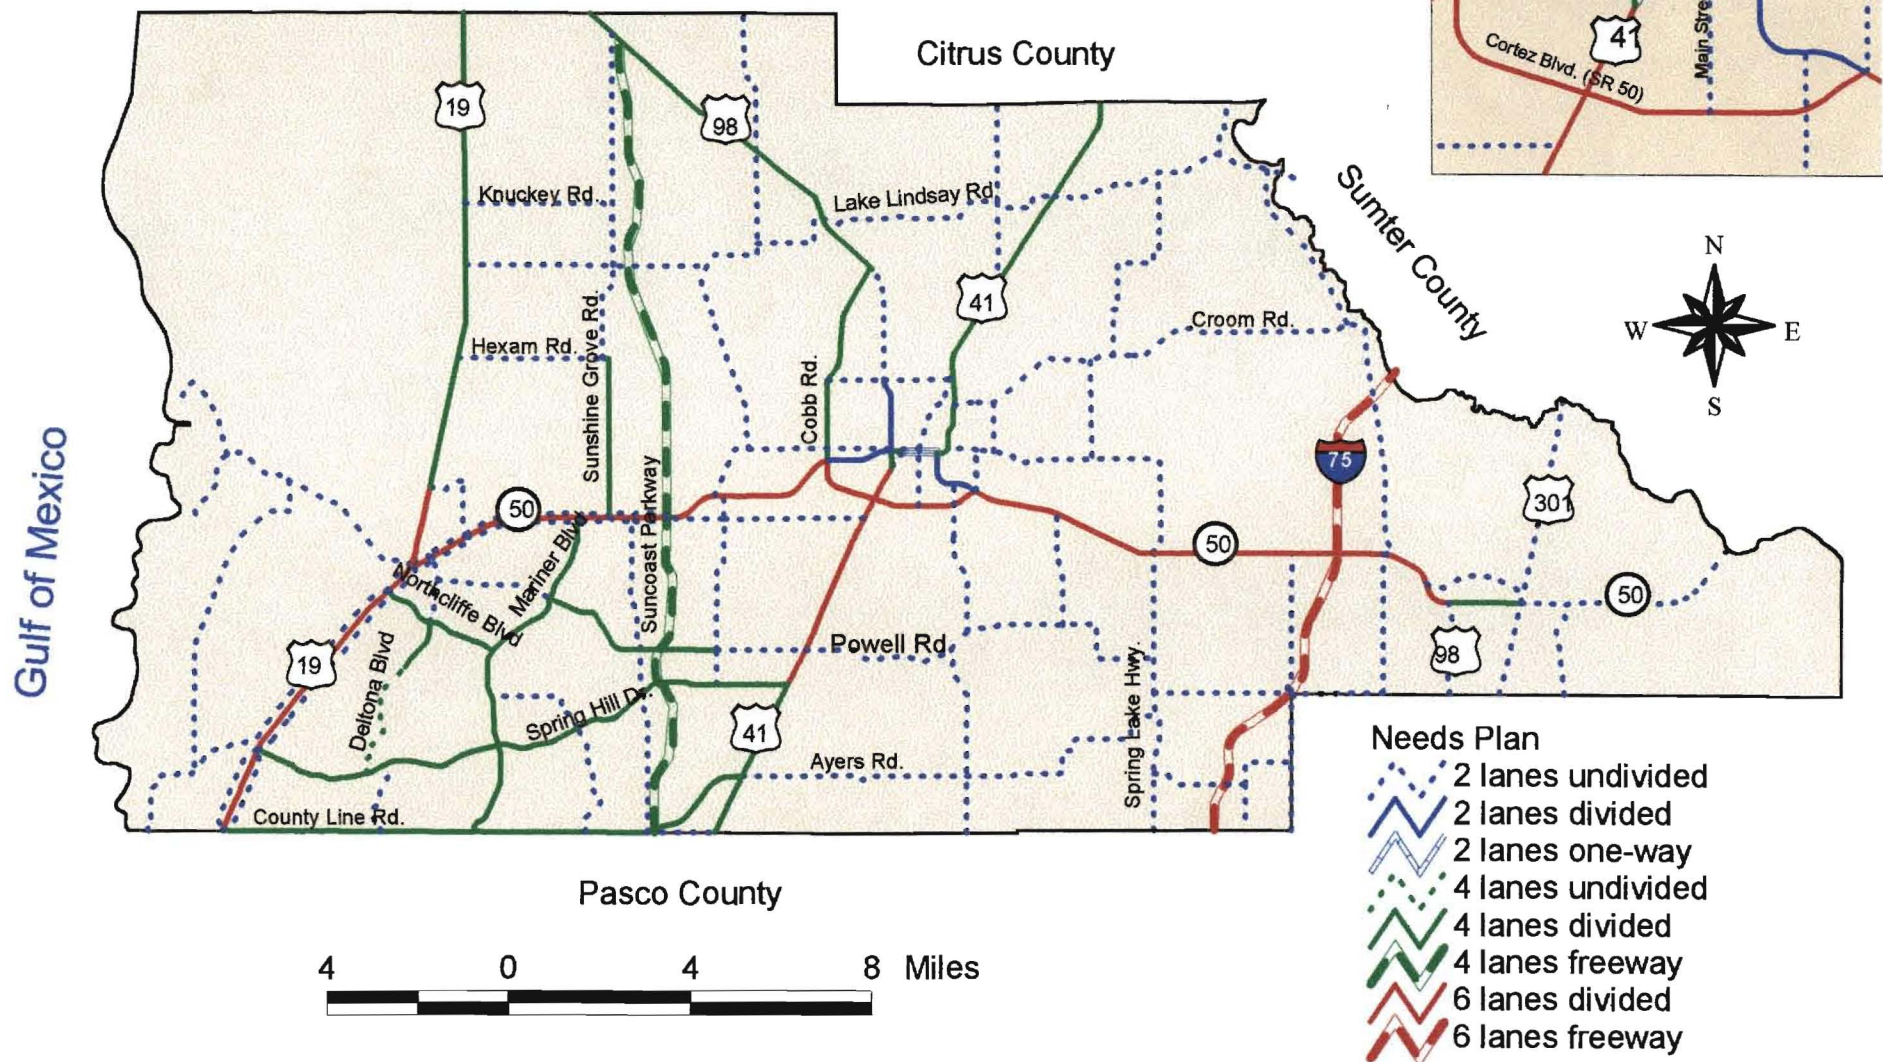 Citrus County
41
Main Stre
Cortez Blvd. (SR 50)
19
98
Knuckey Rd.
Lake Lindsay Rd
Sumter County
N
W
E
S
41
Croom Rd.
Hexam Rd.
Sunshine Grove Rd.
Cobb Rd.
Gulf of Mexico
75
301
50
Suncoast Parkway
50
50
Mariner Blvd
Northcliffe Blvd
19
Deltona Blvd
Powell Rd
98
Spring Hill Dr.
41
Spring Lake Hwy.
Ayers Rd.
County Line Rd.
Pasco County
4 0 4 8 Miles
Needs Plan
2 lanes undivided
2 lanes divided
2 lanes one-way
4 lanes undivided
4 lanes divided
4 lanes freeway
6 lanes divided
6 lanes freeway